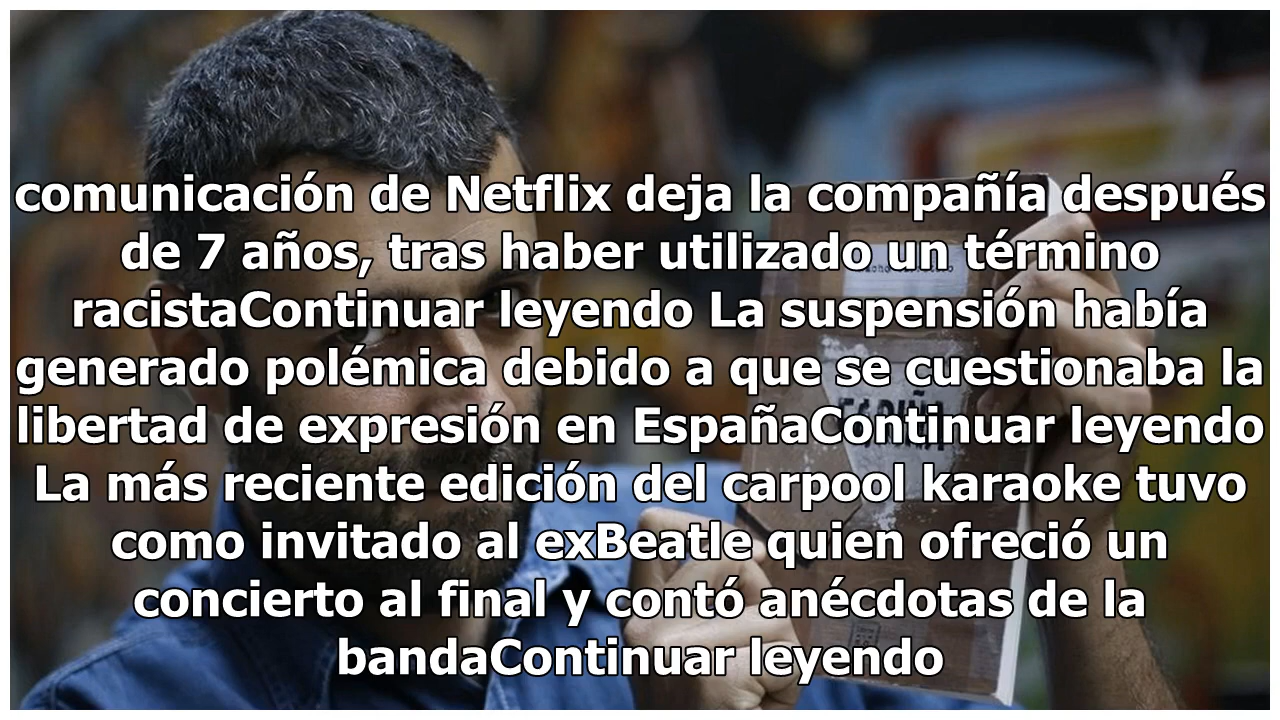 comunicación de Netflix deja la compañía después
de 7 años, tras haber utilizado un término
racistaContinuar leyendo La suspensión había
generado polémica debido a que se cuestionaba la
libertad de expresión en EspañaContinuar leyendo
La más reciente edición del carpool karaoke tuvo
como invitado al exBeatle quien ofreció un
concierto al final y contó anécdotas de la
bandaContinuar leyendo